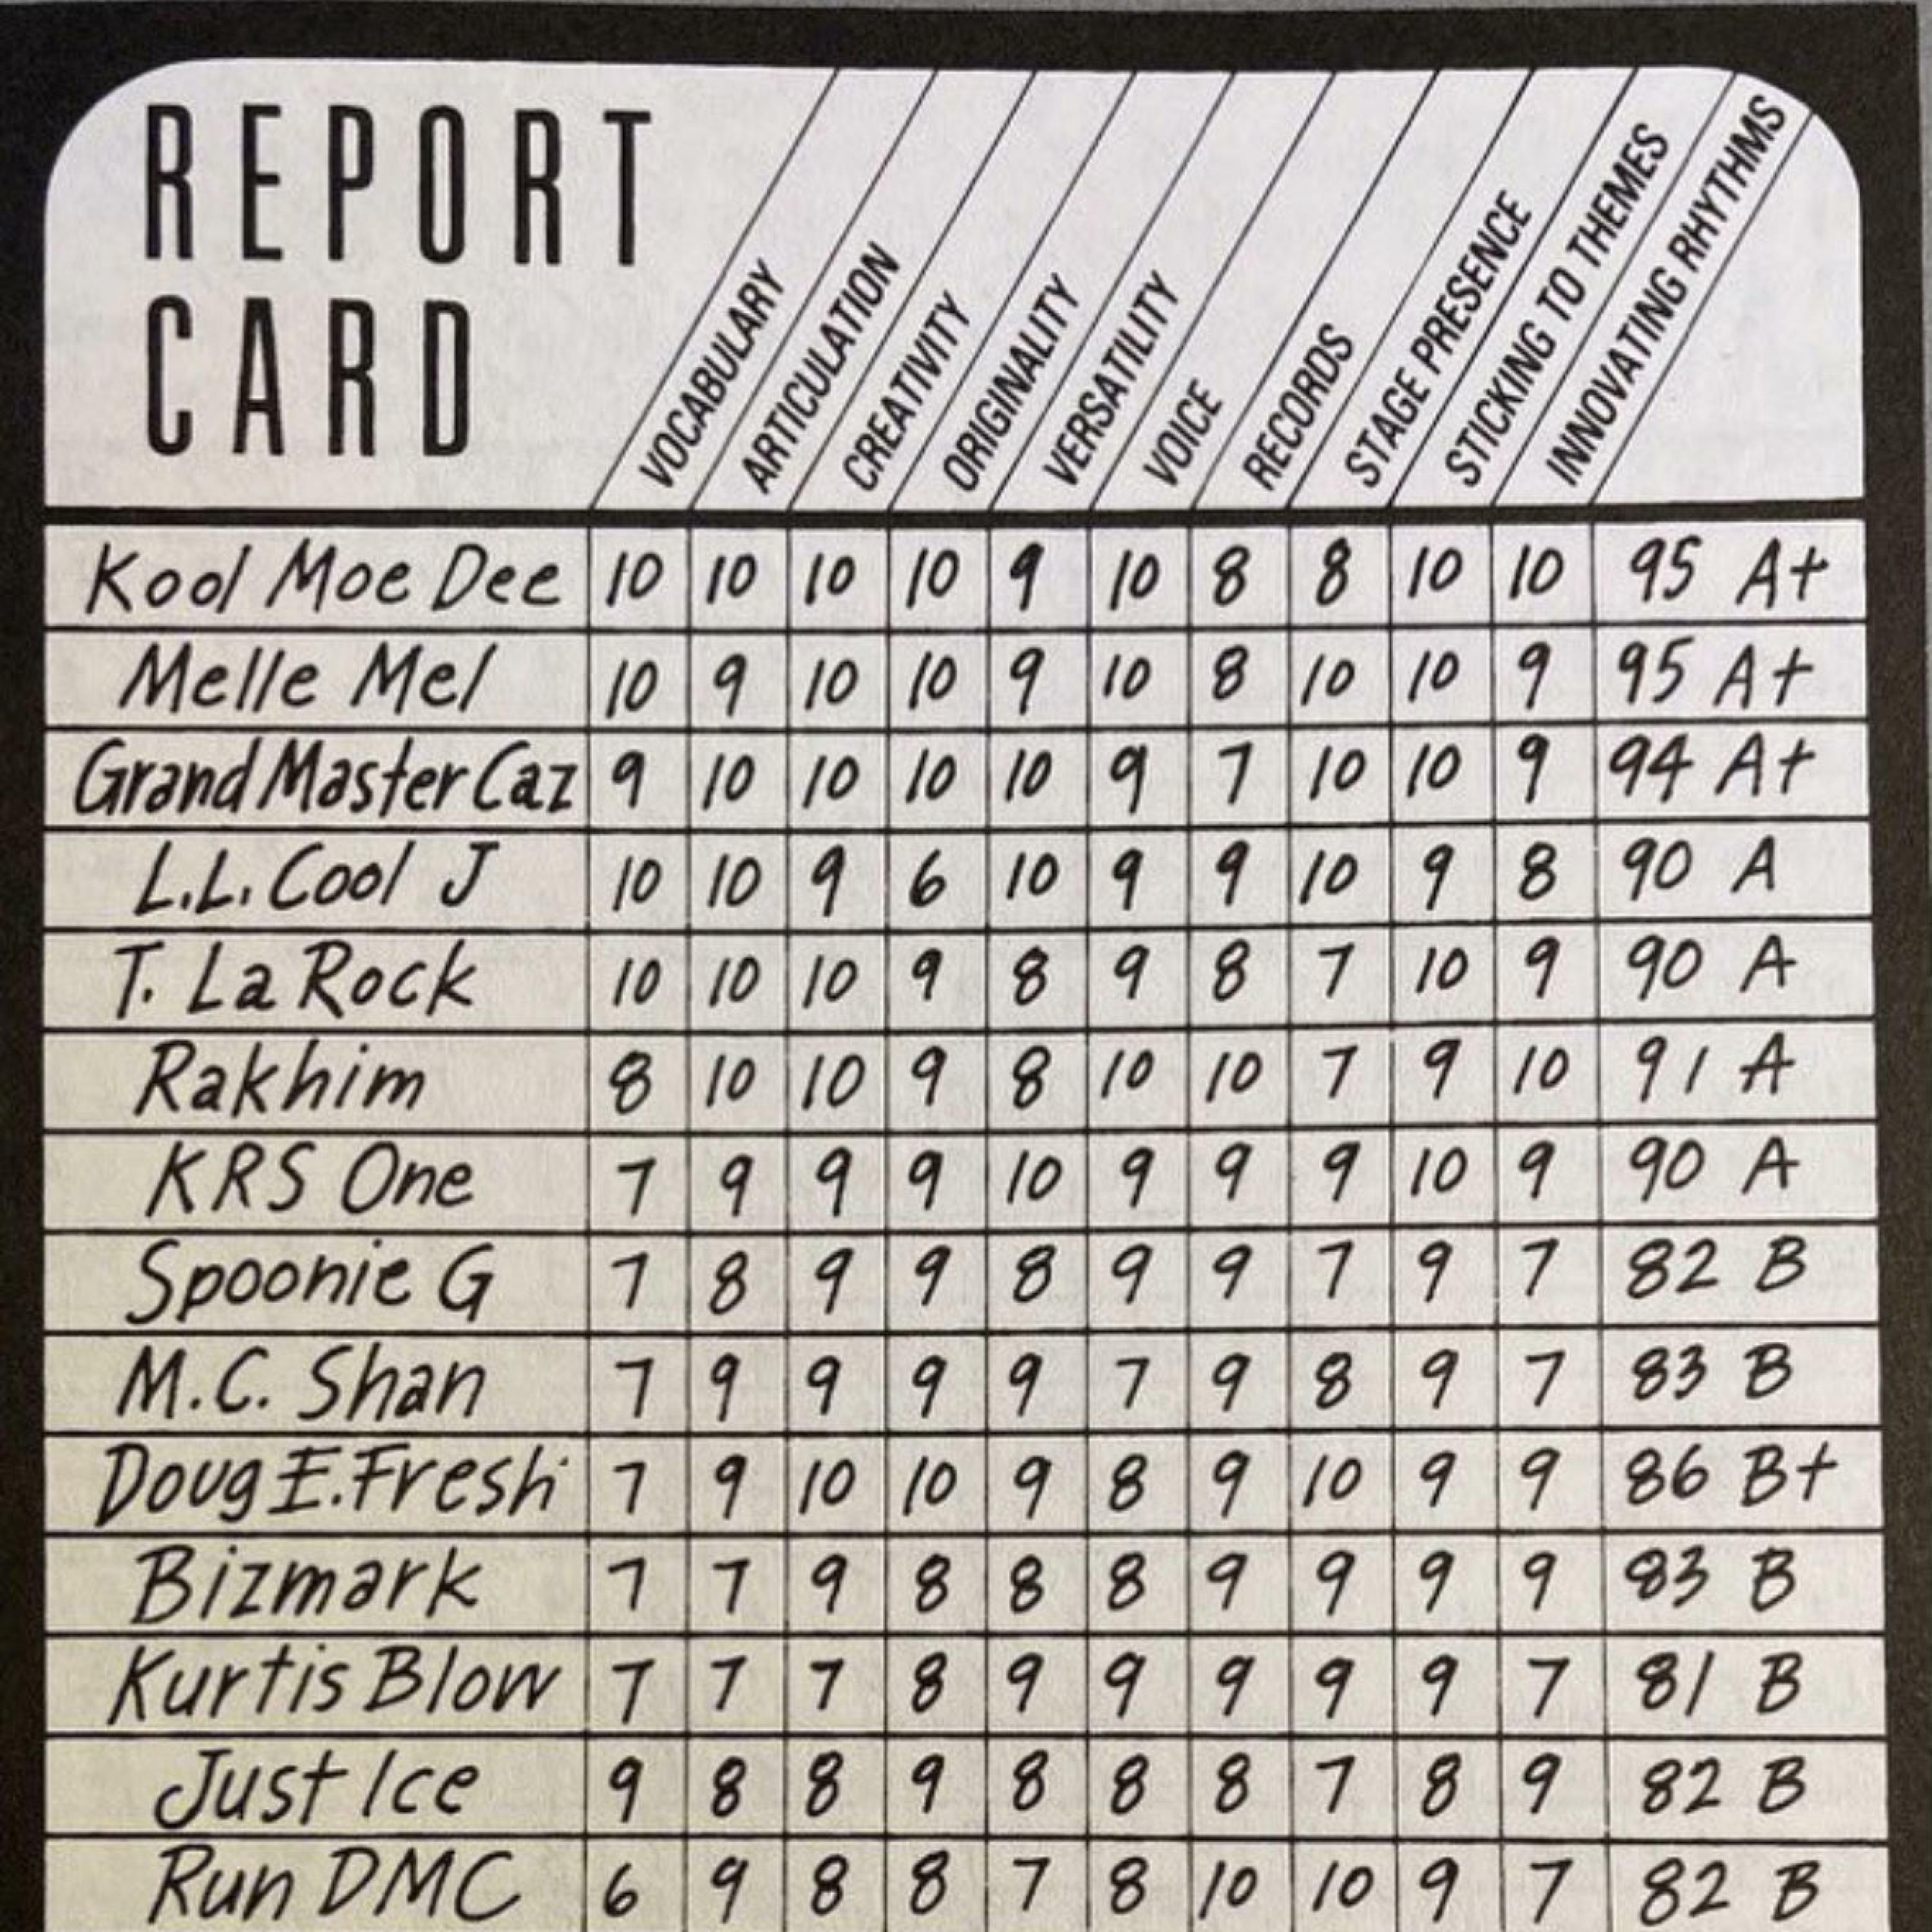 REPORT
CARD
VOCABULARY
ARTICULATION
CREATIVITY
ORIGINALITY
VERSATILITY
VOICE
RECORDS
STAGE PRESENCE
STICKING TO THEMES
INNOVATING RHYTHMS
Kool Moe Dee 10 10 10 10 9 10 8 8 10 10 95 A+
Melle Mel 10 9 10 10 9 10 8 10 10 9 95 A+
Grand Master Caz 9 10 10 10 10 9 7 10 10 9 94 A+
L.L. Cool J 10 10 9 6 10 9 9 10 9 8 90 A
T. La Rock 10 10 10 9 8 9 8 7 10 9 90 A
Rakhim 8 10 10 9 8 10 10 7 9 10 91 A
KRS One 7 9 9 9 10 9 9 9 10 9 90 A
Spoonie G 7 8 9 9 8 9 9 7 9 7 82 B
M.C. Shan 7 9 9 9 9 7 9 8 9 7 83 B
Doug E. Fresh 7 9 10 10 9 8 9 10 9 9 86 B+
Bizmark 7 7 9 8 8 8 9 9 9 9 83 B
Kurtis Blow 7 7 7 8 9 9 9 9 9 7 81 B
Just Ice 9 8 8 9 8 8 8 7 8 9 82 B
Run DMC 6 9 8 8 7 8 10 10 9 7 82 B